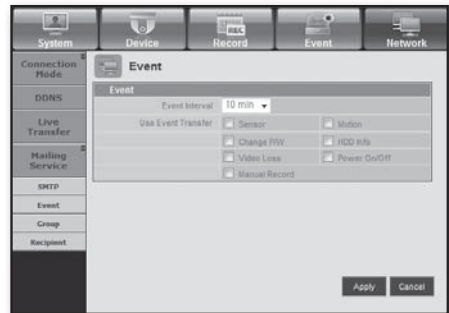 System Device Record Event Network
REC
Connection Mode
DDNS
Live Transfer
Mailing Service
SMTP
Event
Group
Recipient
Event
Event
Event Interval 10 min
Use Event Transfer Sensor Motion
Change P/W HDD Info
Video Loss Power On/Off
Manual Record
Apply Cancel